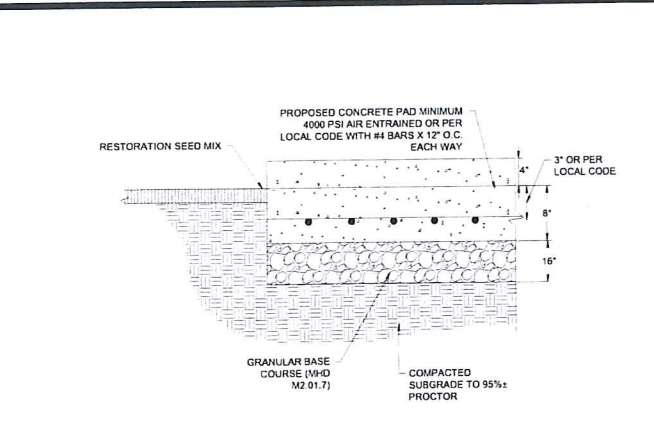 PROPOSED CONCRETE PAD MINIMUM
4000 PSI AIR ENTRAINED OR PER
LOCAL CODE WITH #4 BARS X 12" O.C.
EACH WAY
RESTORATION SEED MIX
3" OR PER
LOCAL CODE
4"
8"
16"
GRANULAR BASE
COURSE (MHD
M2.01.7)
COMPACTED
SUBGRADE TO 95%±
PROCTOR